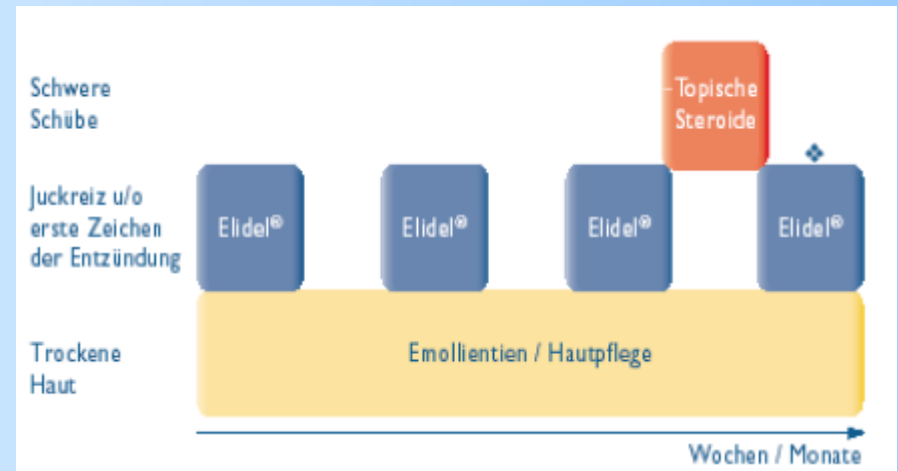 Schwere
Schübe
-Topische
Steroide
❖
Juckreiz u/o
erste Zeichen
der Entzündung
Elidel®
Elidel®
Elidel®
Elidel®
Trockene
Haut
Emollientien / Hautpflege
Wochen / Monate